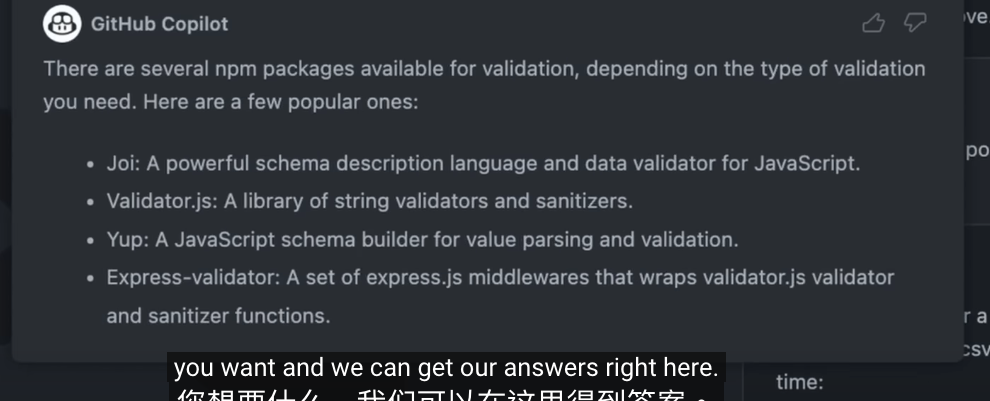 GitHub Copilot
There are several npm packages available for validation, depending on the type of validation
you need. Here are a few popular ones:
• Joi: A powerful schema description language and data validator for JavaScript.
• Validator.js: A library of string validators and sanitizers.
• Yup: A JavaScript schema builder for value parsing and validation.
• Express-validator: A set of express.js middlewares that wraps validator.js validator
and sanitizer functions.
you want and we can get our answers right here.
您想要什么，我们可以在这里得到答案。
time: